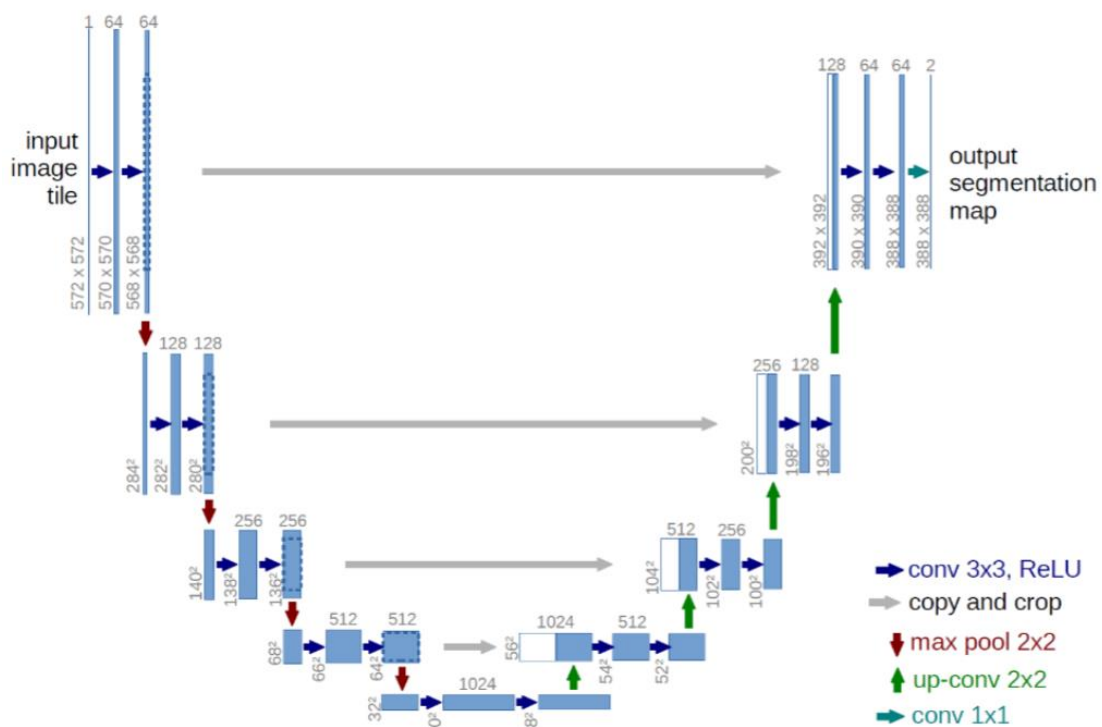 1 64 64
input
image
tile
572 x 572
570 x 570
568 x 568
128 64 64 2
output
segmentation
map
392 x 392
390 x 390
388 x 388
388 x 388
128 128
284²
282²
280²
256 128
200²
198²
196²
256 256
140²
138²
136²
512 256
104²
102²
100²
512 512
68²
66²
64²
1024 512
56²
54²
52²
1024
32²
conv 3x3, ReLU
copy and crop
max pool 2x2
up-conv 2x2
conv 1x1